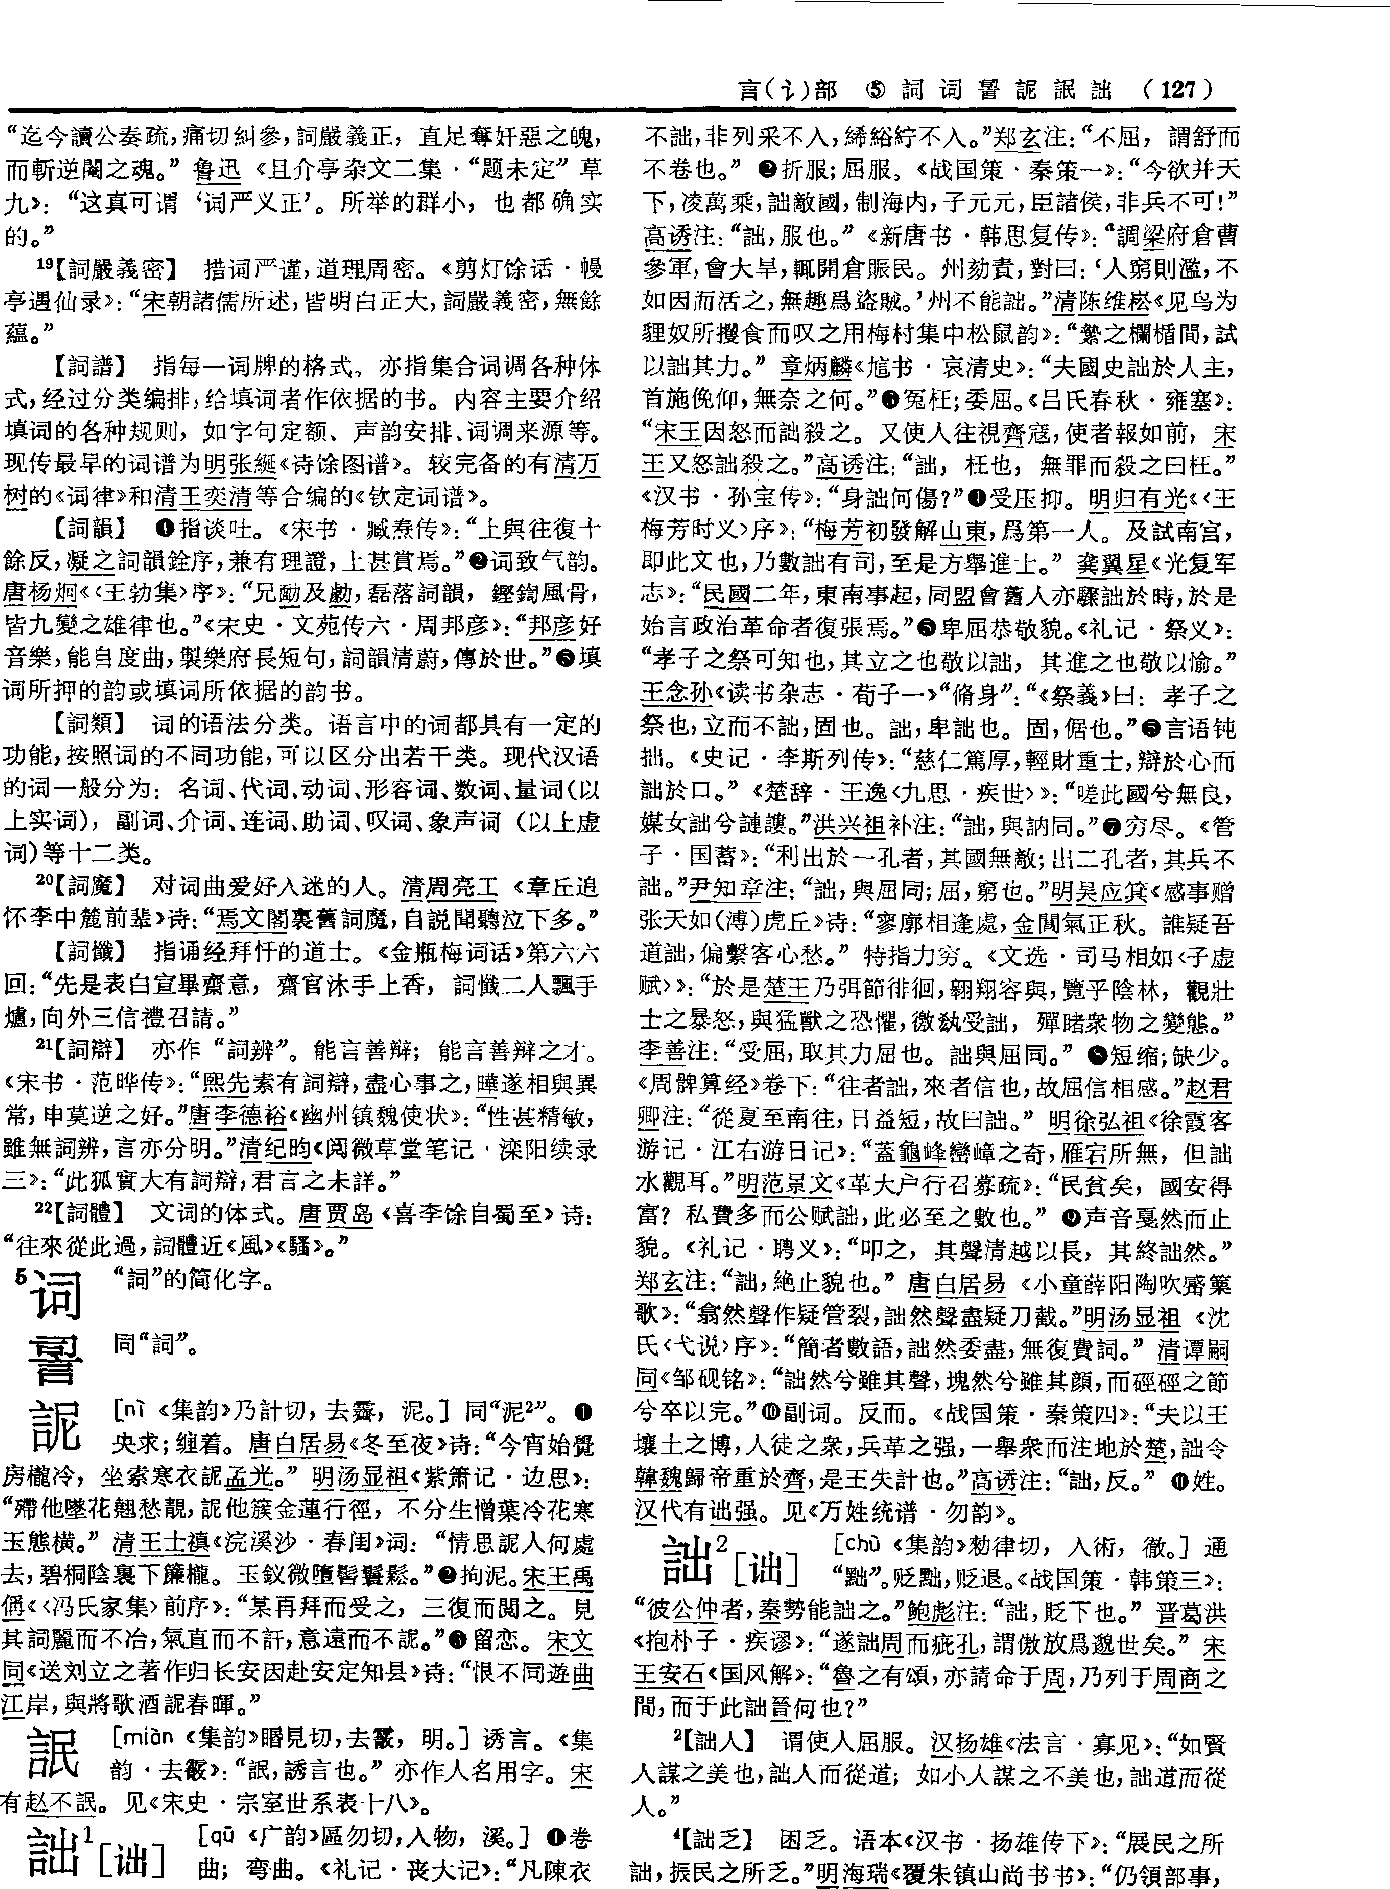 言(讠)部 ⑤ 詞 词 䛐 訨 詆 詘 （127）
“迄今讀公奏疏，痛切糾參，詞嚴義正，直足奪奸惡之魄，
而斬逆閹之魂。”鲁迅《且介亭杂文二集·“题未定”草
九》：“这真可谓‘词严义正’。所举的群小，也都确实
的。”
19【詞嚴義密】 措词严谨，道理周密。《剪灯馀话·幔
亭遇仙录》：“宋朝諸儒所述，皆明白正大，詞嚴義密，無餘
蘊。”
【詞譜】 指每一词牌的格式，亦指集合词调各种体
式，经过分类编排，给填词者作依据的书。内容主要介绍
填词的各种规则，如字句定额、声韵安排、词调来源等。
现传最早的词谱为明张綖《诗馀图谱》。较完备的有清万
树的《词律》和清王奕清等合编的《钦定词谱》。
【詞韻】 ❶指谈吐。《宋书·臧焘传》：“上與往復十
餘反，凝之詞韻銓序，兼有理證，上甚賞焉。”❷词致气韵。
唐杨炯《〈王勃集〉序》：“兄勔及勮，磊落詞韻，鏗鍧風骨，
皆九變之雄律也。”《宋史·文苑传六·周邦彦》：“邦彦好
音樂，能自度曲，製樂府長短句，詞韻清蔚，傳於世。”❸填
词所押的韵或填词所依据的韵书。
【詞類】 词的语法分类。语言中的词都具有一定的
功能，按照词的不同功能，可以区分出若干类。现代汉语
的词一般分为：名词、代词、动词、形容词、数词、量词（以
上实词），副词、介词、连词、助词、叹词、象声词（以上虚
词）等十二类。
20【詞魔】 对词曲爱好入迷的人。清周亮工《章丘追
怀李中麓前辈》诗：“焉文閣裏舊詞魔，自説聞聽泣下多。”
【詞懺】 指诵经拜忏的道士。《金瓶梅词话》第六六
回：“先是表白宣畢齋意，齋官沐手上香，詞懺二人飄手
爐，向外三信禮召請。”
21【詞辯】 亦作“詞辨”。能言善辩；能言善辩之才。
《宋书·范晔传》：“熙先素有詞辯，盡心事之，曄遂相與異
常，申莫逆之好。”唐李德裕《幽州镇魏使状》：“性甚精敏，
雖無詞辨，言亦分明。”清纪昀《阅微草堂笔记·滦阳续录
三》：“此狐實大有詞辯，君言之未詳。”
22【詞體】 文词的体式。唐贾岛《喜李馀自蜀至》诗：
“往來從此過，詞體近《風》《騷》。”
5词 “詞”的简化字。
䛐 同“詞”。
䛏 [nì 《集韵》乃計切，去霽，泥。] 同“泥2”。❶
央求；缠着。唐白居易《冬至夜》诗：“今宵始覺
房櫳冷，坐索寒衣䛏孟光。”明汤显祖《紫箫记·边思》：
“殢他墜花翹愁靚，䛏他簇金蓮行徑，不分生憎葉冷花寒
玉態橫。”清王士禛《浣溪沙·春闺》词：“情思䛏人何處
去，碧桐陰裏下簾櫳。玉釵微墮髻鬟鬆。”❷拘泥。宋王禹
偁《〈冯氏家集〉前序》：“某再拜而受之，三復而閲之。見
其詞麗而不冶，氣直而不訐，意遠而不䛏。”❸留恋。宋文
同《送刘立之著作归长安因赴安定知县》诗：“恨不同遊曲
江岸，與將歌酒䛏春暉。”
䛉 [miàn 《集韵》䁕見切，去霰，明。] 诱言。《集
韵·去霰》：“䛉，誘言也。”亦作人名用字。宋
有赵不䛉。见《宋史·宗室世系表十八》。
詘1[诎] [qū 《广韵》區勿切，入物，溪。] ❶卷
曲；弯曲。《礼记·丧大记》：“凡陳衣
不詘，非列采不入，絺綌紵不入。”郑玄注：“不屈，謂舒而
不卷也。”❷折服；屈服。《战国策·秦策一》：“今欲并天
下，凌萬乘，詘敵國，制海内，子元元，臣諸侯，非兵不可！”
高诱注：“詘，服也。”《新唐书·韩思复传》：“調梁府倉曹
參軍，會大旱，輒開倉賑民。州劾責，對曰：‘人窮則濫，不
如因而活之，無趣爲盜賊。’州不能詘。”清陈维崧《见鸟为
狸奴所攫食而叹之用梅村集中松鼠韵》：“縶之欄楯間，試
以詘其力。”章炳麟《訄书·哀清史》：“夫國史詘於人主，
首施俛仰，無奈之何。”❸冤枉；委屈。《吕氏春秋·雍塞》：
“宋王因怒而詘殺之。又使人往視齊寇，使者報如前，宋
王又怒詘殺之。”高诱注：“詘，枉也，無罪而殺之曰枉。”
《汉书·孙宝传》：“身詘何傷？”❹受压抑。明归有光《〈王
梅芳时义〉序》：“梅芳初發解山東，爲第一人。及試南宫，
即此文也，乃數詘有司，至是方舉進士。”龚翼星《光复军
志》：“民國二年，東南事起，同盟會舊人亦驟詘於時，於是
始言政治革命者復張焉。”❺卑屈恭敬貌。《礼记·祭义》：
“孝子之祭可知也，其立之也敬以詘，其進之也敬以愉。”
王念孙《读书杂志·荀子一》“脩身”：“《祭義》曰：孝子之
祭也，立而不詘，固也。詘，卑詘也。固，倨也。”❻言语钝
拙。《史记·李斯列传》：“慈仁篤厚，輕財重士，辯於心而
詘於口。”《楚辞·王逸〈九思·疾世〉》：“嗟此國兮無良，
媒女詘兮謰謱。”洪兴祖补注：“詘，與訥同。”❼穷尽。《管
子·国蓄》：“利出於一孔者，其國無敵；出二孔者，其兵不
詘。”尹知章注：“詘，與屈同；屈，窮也。”明吴应箕《感事赠
张天如(溥)虎丘》诗：“寥廓相逢處，金閶氣正秋。誰疑吾
道詘，偏繫客心愁。”特指力穷。《文选·司马相如〈子虚
赋〉》：“於是楚王乃弭節徘徊，翱翔容與，覽乎陰林，觀壯
士之暴怒，與猛獸之恐懼，徼𠊁受詘，殫睹衆物之變態。”
李善注：“受屈，取其力屈也。詘與屈同。”❽短缩；缺少。
《周髀算经》卷下：“往者詘，來者信也，故屈信相感。”赵君
卿注：“從夏至南往，日益短，故曰詘。”明徐弘祖《徐霞客
游记·江右游日记》：“蓋龜峰巒嶂之奇，雁宕所無，但詘
水觀耳。”明范景文《革大户行召募疏》：“民貧矣，國安得
富？私費多而公赋詘，此必至之數也。”❾声音戛然而止
貌。《礼记·聘义》：“叩之，其聲清越以長，其終詘然。”
郑玄注：“詘，絶止貌也。”唐白居易《小童薛阳陶吹觱篥
歌》：“翕然聲作疑管裂，詘然聲盡疑刀截。”明汤显祖《沈
氏〈弋说〉序》：“簡者數語，詘然委盡，無復費詞。”清谭嗣
同《邹砚铭》：“詘然兮雖其聲，塊然兮雖其顔，而硜硜之節
兮卒以完。”❿副词。反而。《战国策·秦策四》：“夫以王
壤土之博，人徒之衆，兵革之强，一舉衆而注地於楚，詘令
韓魏歸帝重於齊，是王失計也。”高诱注：“詘，反。”⓫姓。
汉代有诎强。见《万姓统谱·勿韵》。
詘2[诎] [chù 《集韵》勑律切，入術，徹。] 通
“黜”。贬黜，贬退。《战国策·韩策三》：
“彼公仲者，秦勢能詘之。”鲍彪注：“詘，貶下也。”晋葛洪
《抱朴子·疾谬》：“遂詘周而疵孔，謂傲放爲邈世矣。”宋
王安石《国风解》：“魯之有頌，亦請命于周，乃列于周商之
間，而于此詘晉何也？”
2【詘人】 谓使人屈服。汉扬雄《法言·寡见》：“如賢
人謀之美也，詘人而從道；如小人謀之不美也，詘道而從
人。”
4【詘乏】 困乏。语本《汉书·扬雄传下》：“展民之所
詘，振民之所乏。”明海瑞《覆朱镇山尚书书》：“仍領部事，